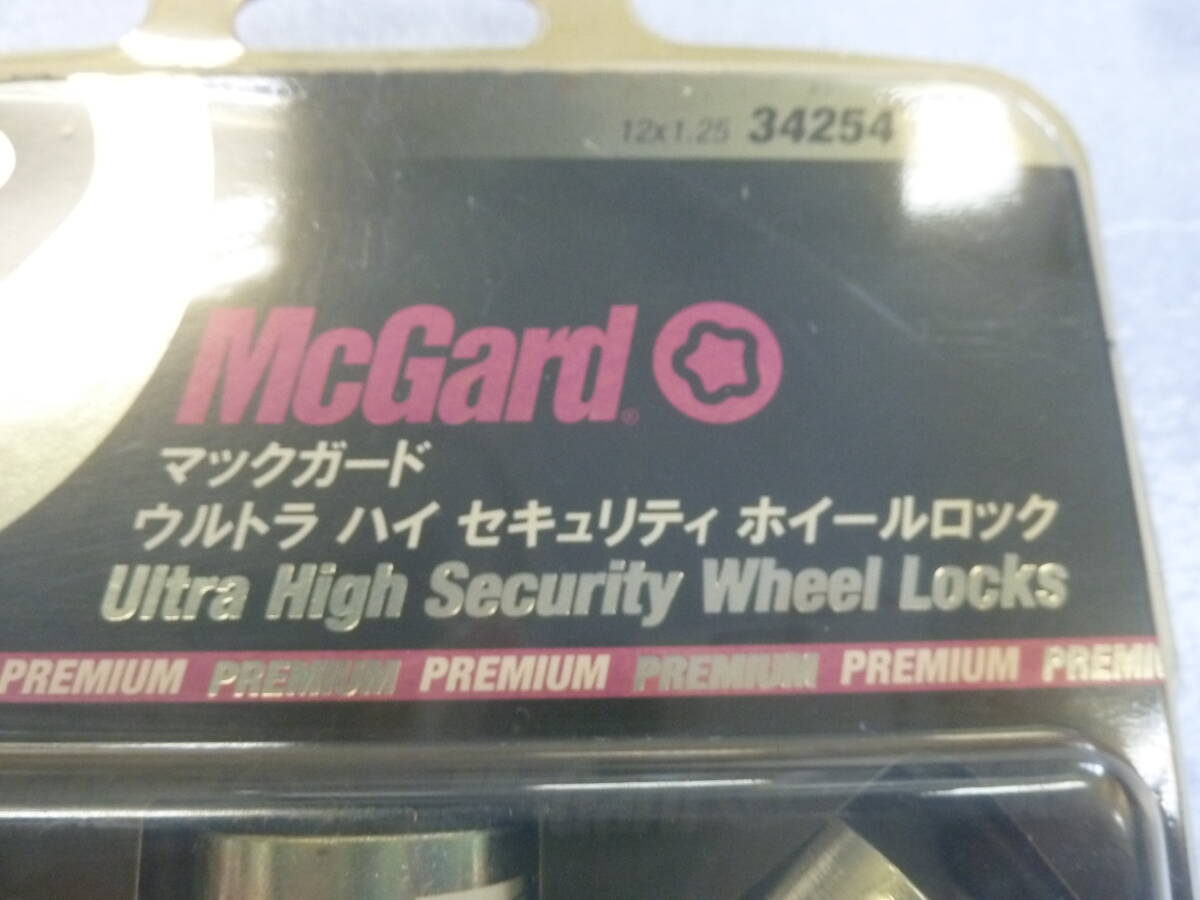 12x1.25 34254
McGard®
マックガード
ウルトラ ハイ セキュリティ ホイールロック
Ultra High Security Wheel Locks
PREMIUM PREMIUM PREMIUM PREMIUM PREMIUM PREMIU